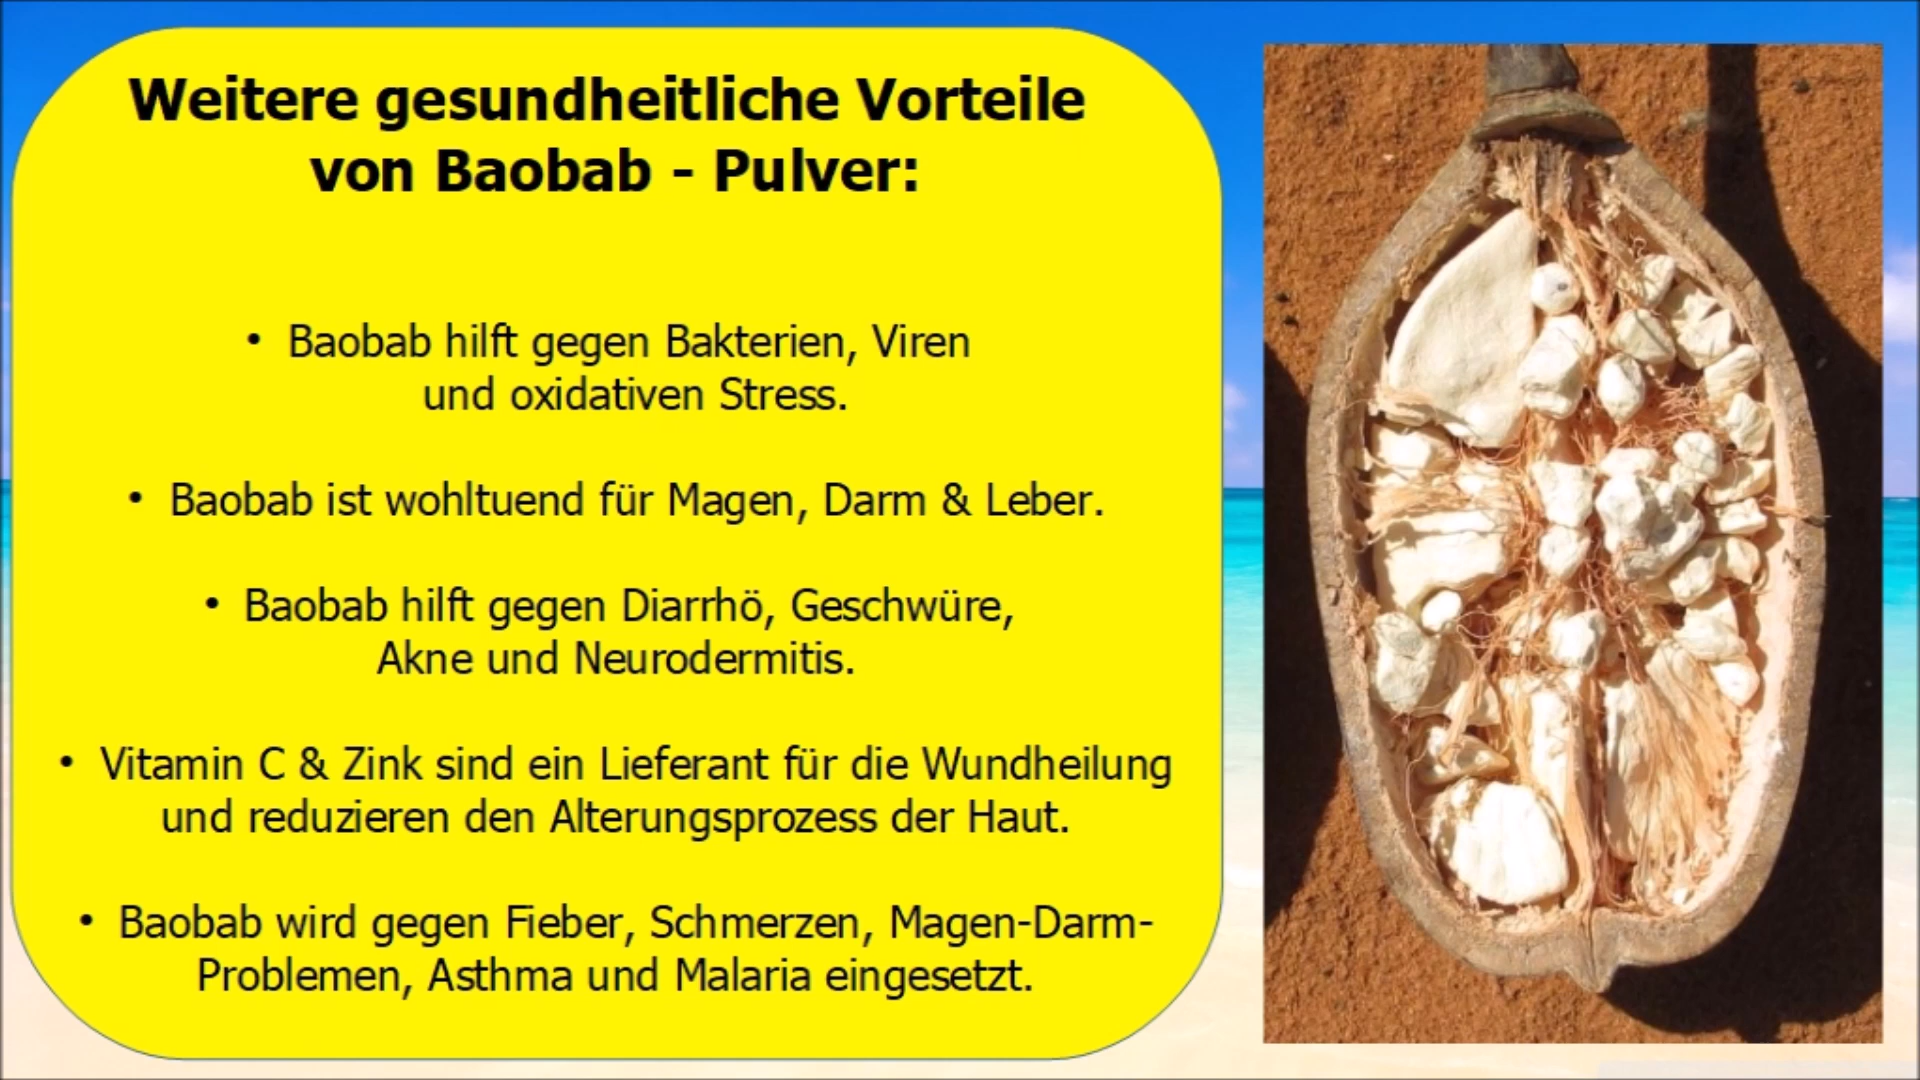 Weitere gesundheitliche Vorteile
von Baobab - Pulver:
• Baobab hilft gegen Bakterien, Viren
und oxidativen Stress.
• Baobab ist wohltuend für Magen, Darm & Leber.
• Baobab hilft gegen Diarrhö, Geschwüre,
Akne und Neurodermitis.
• Vitamin C & Zink sind ein Lieferant für die Wundheilung
und reduzieren den Alterungsprozess der Haut.
• Baobab wird gegen Fieber, Schmerzen, Magen-Darm-
Problemen, Asthma und Malaria eingesetzt.